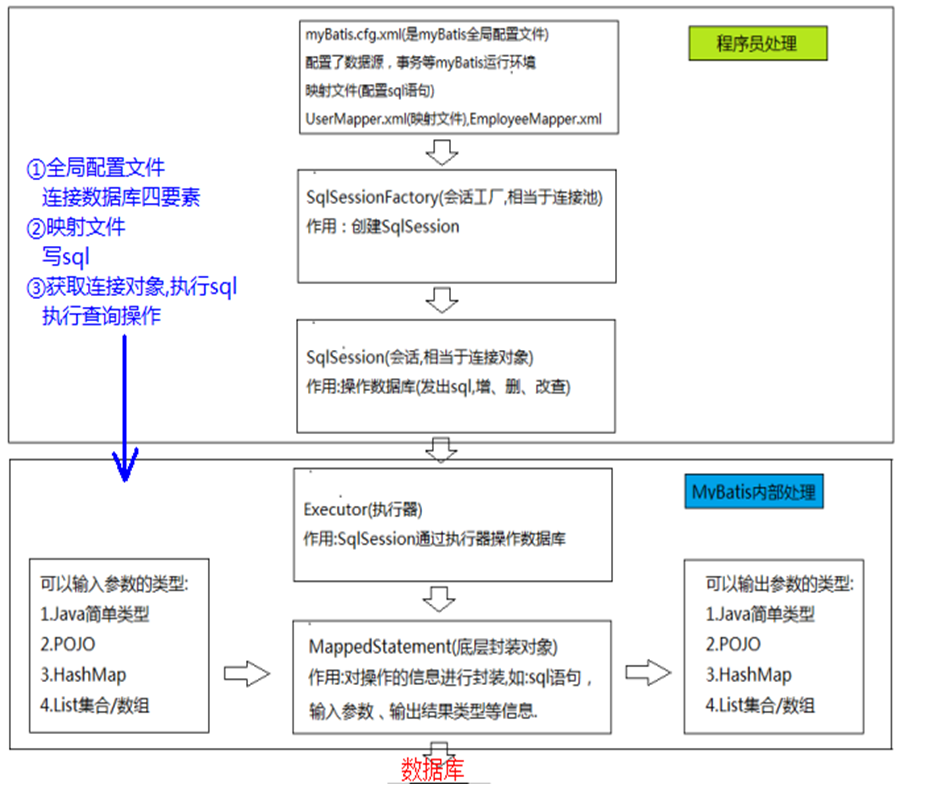 myBatis.cfg.xml(是myBatis全局配置文件)
配置了数据源，事务等myBatis运行环境
映射文件(配置sql语句)
UserMapper.xml(映射文件),EmployeeMapper.xml
程序员处理
①全局配置文件
连接数据库四要素
②映射文件
写sql
③获取连接对象,执行sql
执行查询操作
SqlSessionFactory(会话工厂,相当于连接池)
作用：创建SqlSession
SqlSession(会话,相当于连接对象)
作用:操作数据库(发出sql,增、删、改查)
MyBatis内部处理
Executor(执行器)
作用:SqlSession通过执行器操作数据库
可以输入参数的类型:
1.Java简单类型
2.POJO
3.HashMap
4.List集合/数组
MappedStatement(底层封装对象)
作用:对操作的信息进行封装,如:sql语句，
输入参数、输出结果类型等信息.
可以输出参数的类型:
1.Java简单类型
2.POJO
3.HashMap
4.List集合/数组
数据库